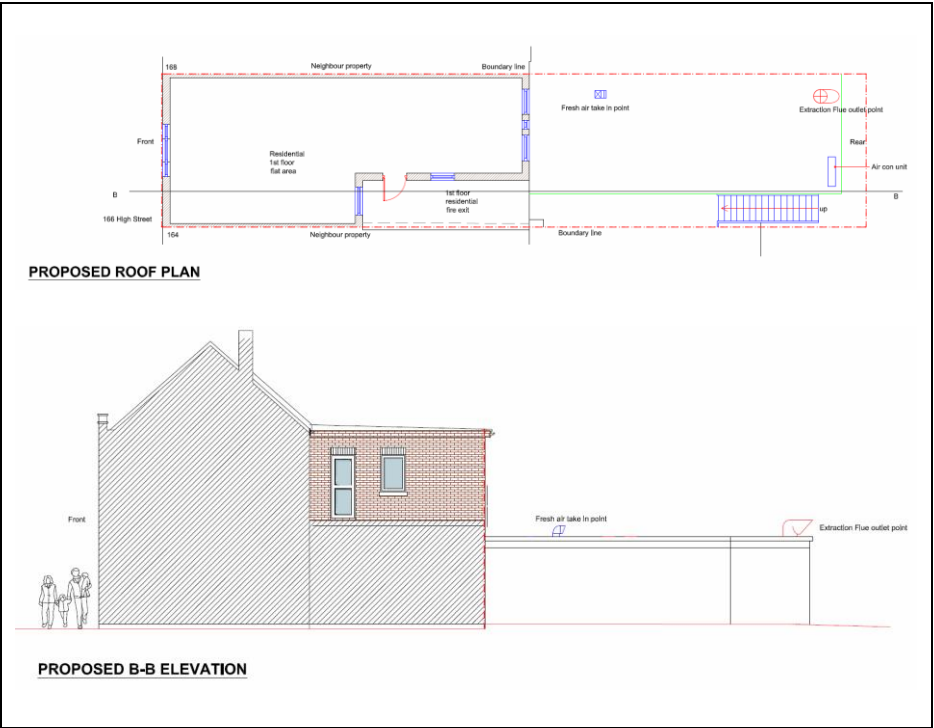 168
Neighbour property
Boundary line
Fresh air take in point
Extraction Flue outlet point
Front
Rear
Residential
1st floor
flat area
Air con unit
B
1st floor
residential
fire exit
B
166 High Street
up
164
Neighbour property
Boundary line
PROPOSED ROOF PLAN
Front
Fresh air take In point
Extraction Flue outlet point
PROPOSED B-B ELEVATION